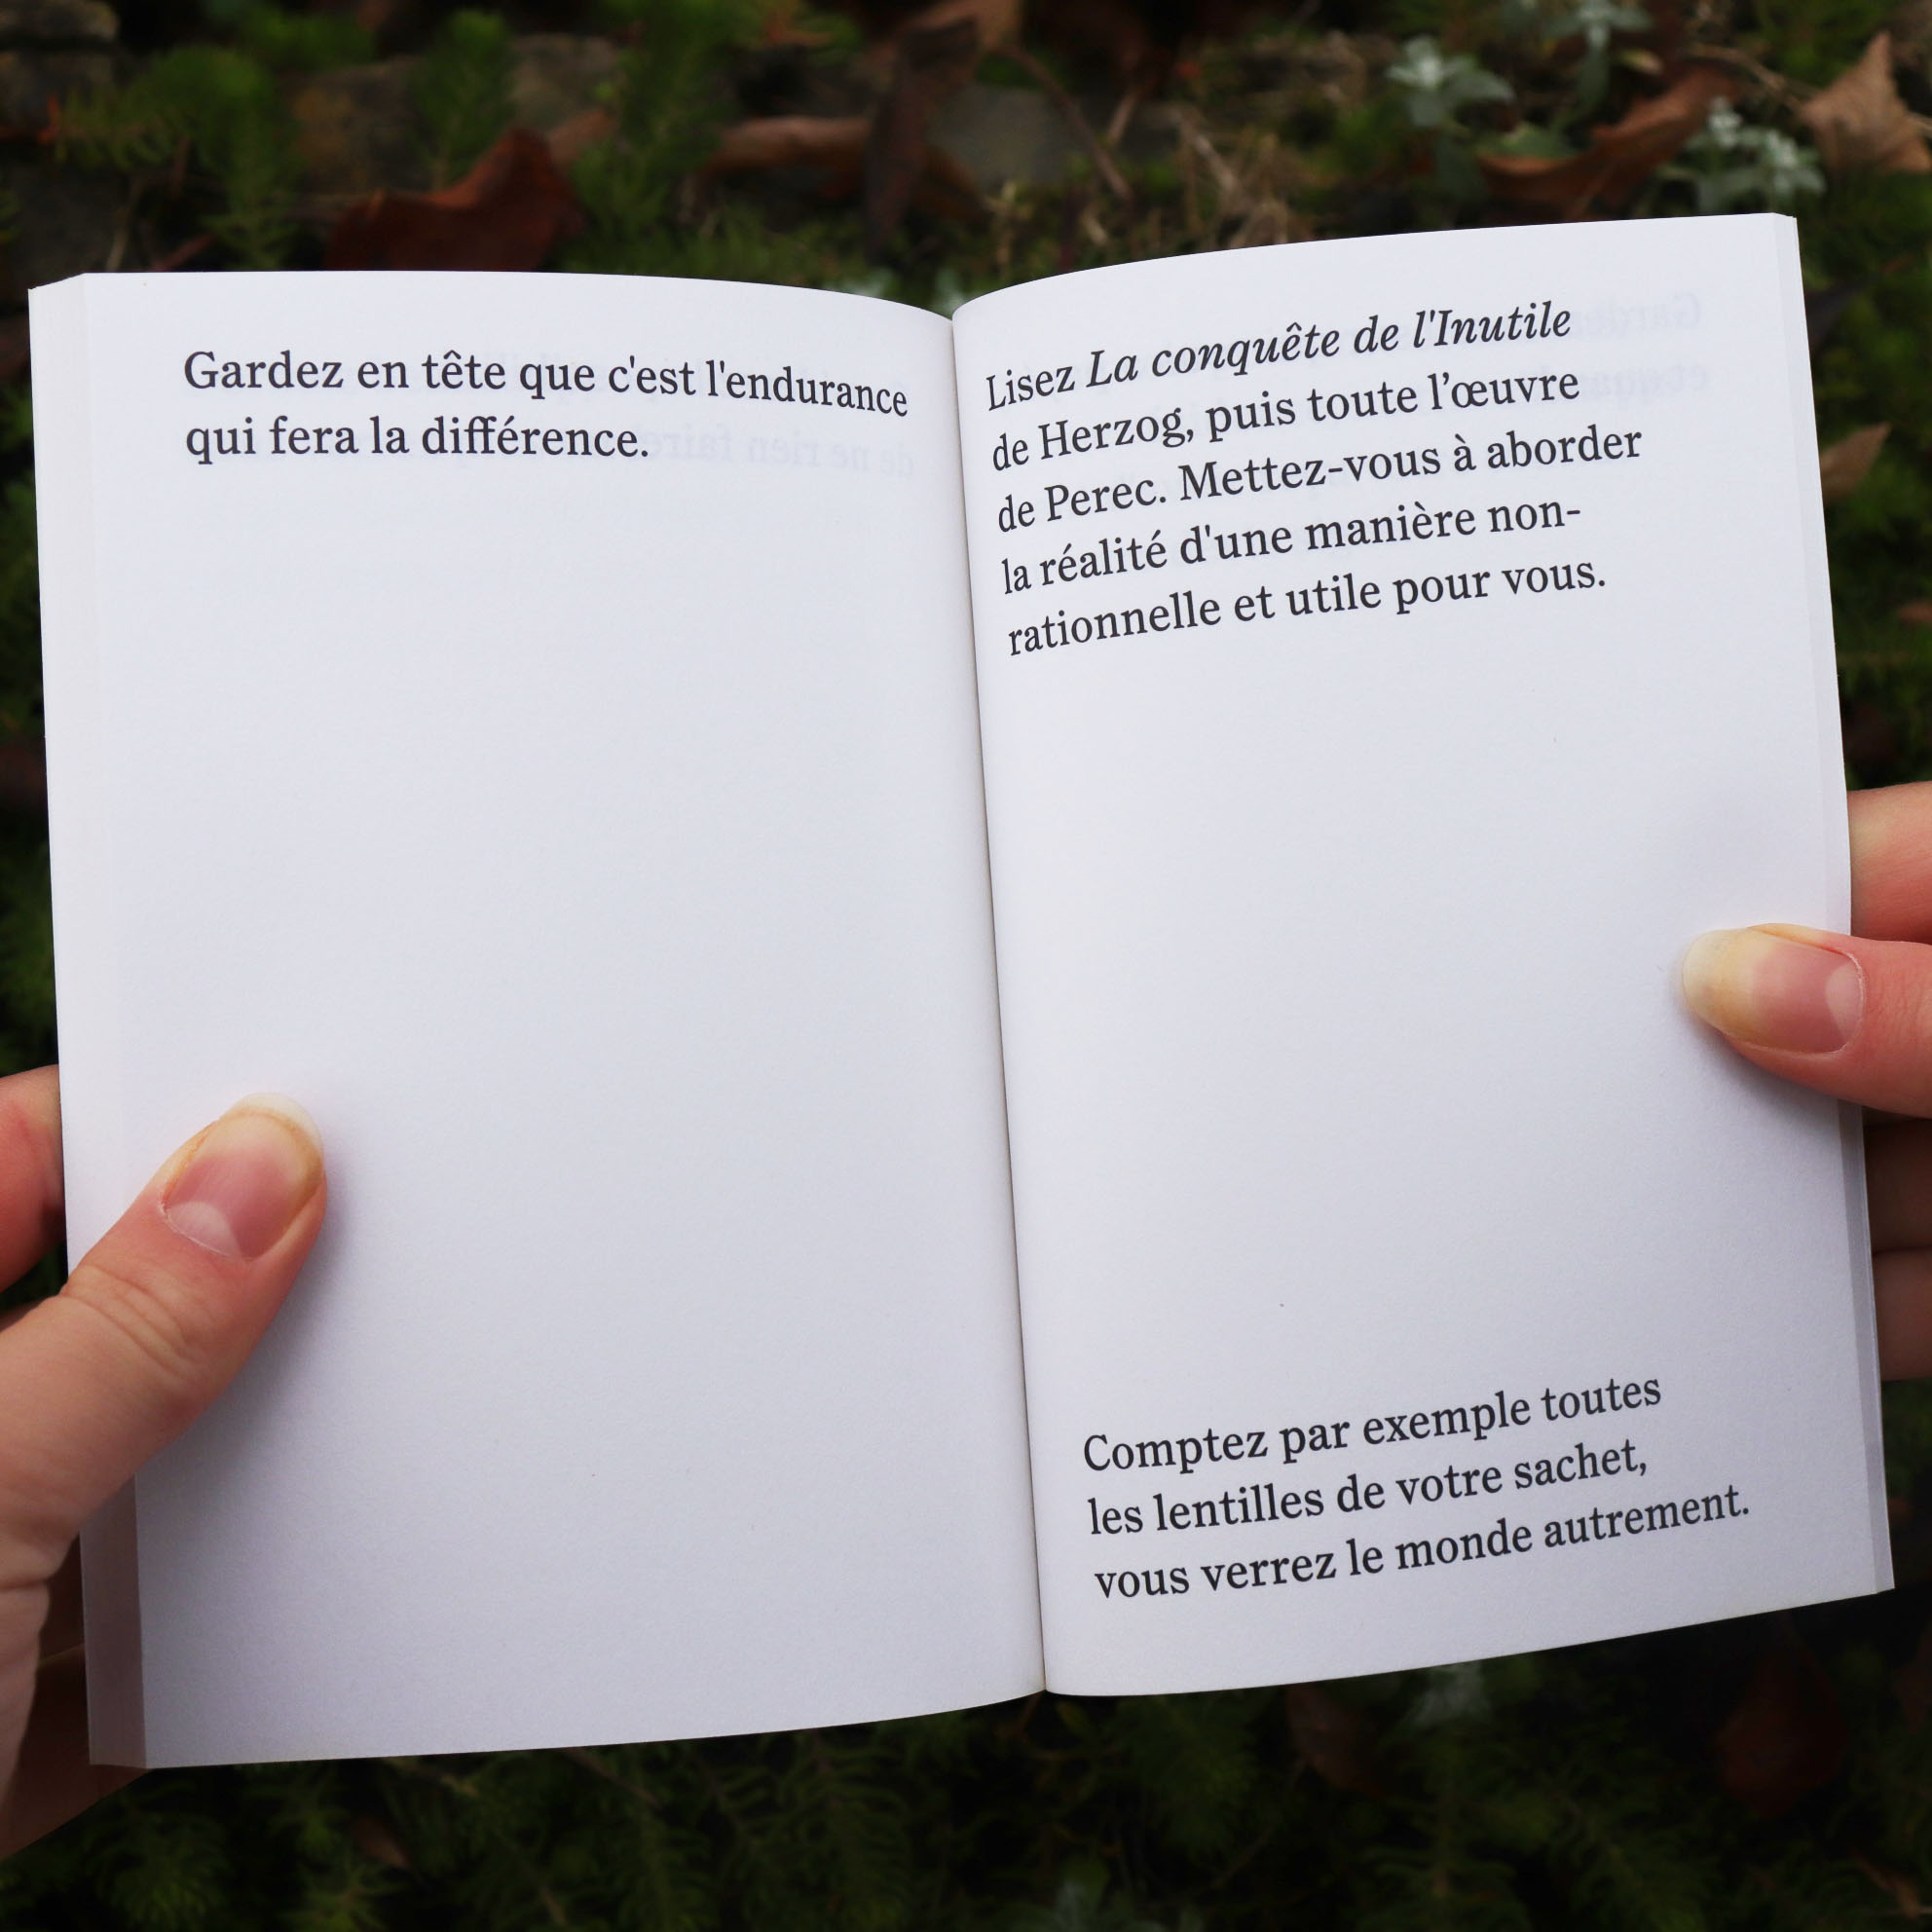 Gardez en tête que c'est l'endurance
qui fera la différence.
Lisez La conquête de l'Inutile
de Herzog, puis toute l’œuvre
de Perec. Mettez-vous à aborder
la réalité d'une manière non-
rationnelle et utile pour vous.
Comptez par exemple toutes
les lentilles de votre sachet,
vous verrez le monde autrement.